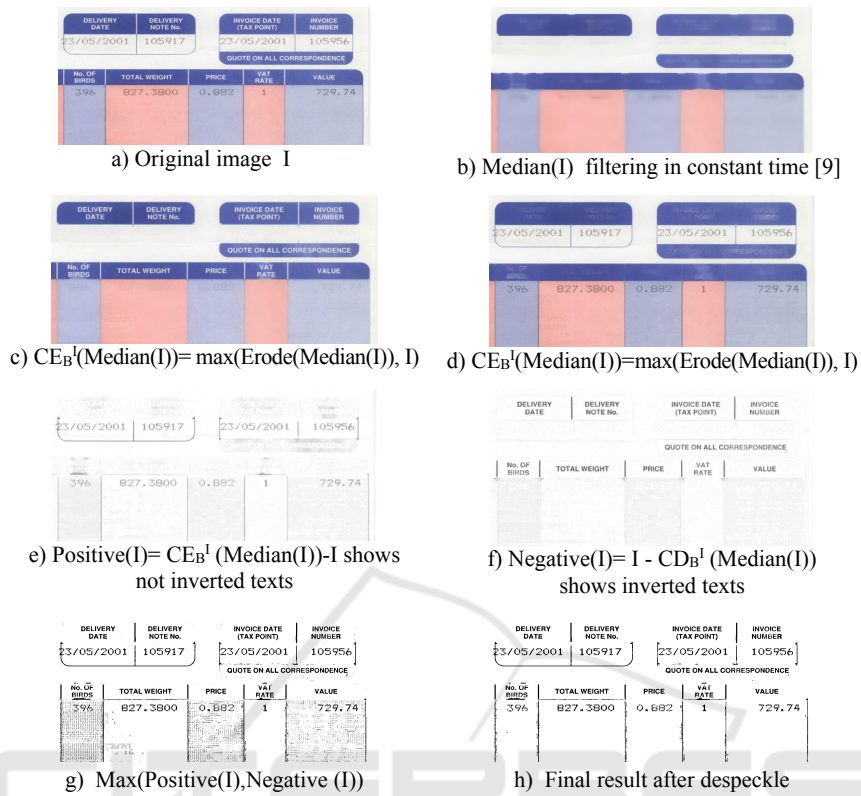 DELIVERY DATE DELIVERY NOTE No. INVOICE DATE (TAX POINT) INVOICE NUMBER
23/05/2001 105917 23/05/2001 105956
QUOTE ON ALL CORRESPONDENCE
No. OF BIRDS TOTAL WEIGHT PRICE VAT RATE VALUE
396 827.3800 0.882 1 729.74
a) Original image I
b) Median(I) filtering in constant time [9]
DELIVERY DATE DELIVERY NOTE No. INVOICE DATE (TAX POINT) INVOICE NUMBER
QUOTE ON ALL CORRESPONDENCE
No. OF BIRDS TOTAL WEIGHT PRICE VAT RATE VALUE
23/05/2001 105917 23/05/2001 105956
396 827.3800 0.882 1 729.74
c) CE_B^I(Median(I))= max(Erode(Median(I)), I)
d) CE_B^I(Median(I))=max(Erode(Median(I)), I)
23/05/2001 105917 23/05/2001 105956
396 827.3800 0.882 1 729.74
DELIVERY DATE DELIVERY NOTE No. INVOICE DATE (TAX POINT) INVOICE NUMBER
QUOTE ON ALL CORRESPONDENCE
No. OF BIRDS TOTAL WEIGHT PRICE VAT RATE VALUE
e) Positive(I)= CE_B^I (Median(I))-I shows
not inverted texts
f) Negative(I)= I - CD_B^I (Median(I))
shows inverted texts
DELIVERY DATE DELIVERY NOTE No. INVOICE DATE (TAX POINT) INVOICE NUMBER
23/05/2001 105917 23/05/2001 105956
QUOTE ON ALL CORRESPONDENCE
No. OF BIRDS TOTAL WEIGHT PRICE VAT RATE VALUE
396 827.3800 0.882 1 729.74
DELIVERY DATE DELIVERY NOTE No. INVOICE DATE (TAX POINT) INVOICE NUMBER
23/05/2001 105917 23/05/2001 105956
QUOTE ON ALL CORRESPONDENCE
No. OF BIRDS TOTAL WEIGHT PRICE VAT RATE VALUE
396 827.3800 0.882 1 729.74
g) Max(Positive(I),Negative (I))
h) Final result after despeckle